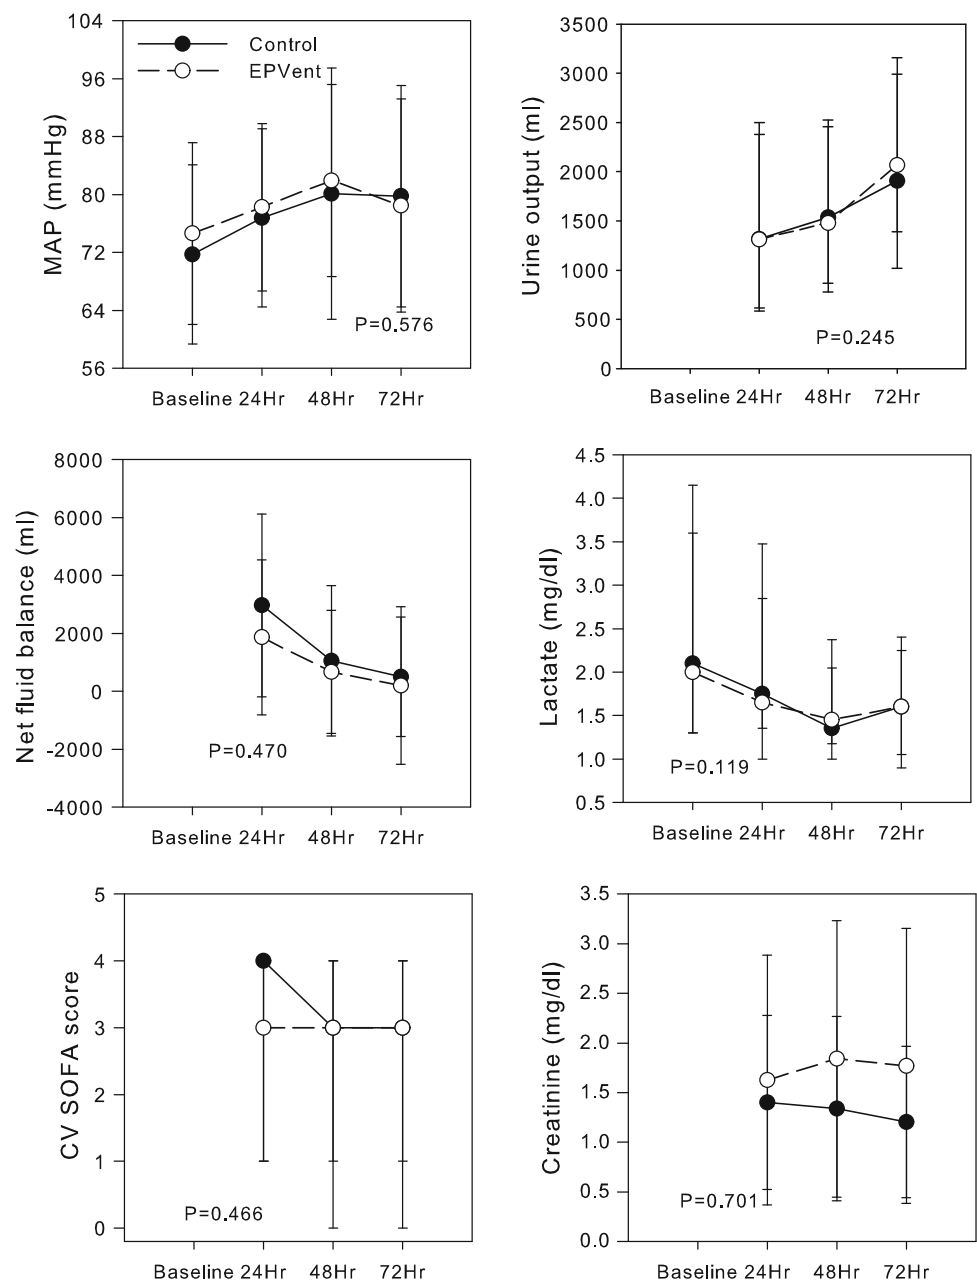 104
96
88
80
72
64
56
MAP (mmHg)
Control
EPVent
P=0.576
Baseline 24Hr 48Hr 72Hr
3500
3000
2500
2000
1500
1000
500
0
Urine output (ml)
P=0.245
Baseline 24Hr 48Hr 72Hr
8000
6000
4000
2000
0
-2000
-4000
Net fluid balance (ml)
P=0.470
Baseline 24Hr 48Hr 72Hr
4.5
4.0
3.5
3.0
2.5
2.0
1.5
1.0
0.5
Lactate (mg/dl)
P=0.119
Baseline 24Hr 48Hr 72Hr
5
4
3
2
1
0
CV SOFA score
P=0.466
Baseline 24Hr 48Hr 72Hr
3.5
3.0
2.5
2.0
1.5
1.0
0.5
0.0
Creatinine (mg/dl)
P=0.701
Baseline 24Hr 48Hr 72Hr